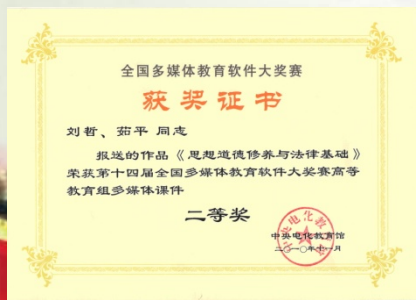 全国多媒体教育软件大奖赛
获奖证书
刘哲、茹平 同志
报送的作品《思想道德修养与法律基础》
荣获第十四届全国多媒体教育软件大奖赛高等
教育组多媒体课件
二等奖
中央电化教育馆
二〇一〇年十一月